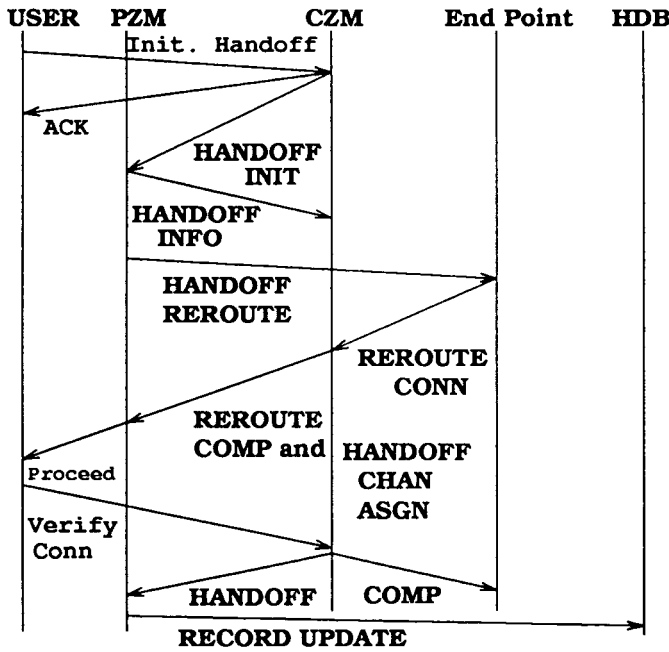 USER PZM CZM End Point HDB
Init. Handoff
ACK
HANDOFF
INIT
HANDOFF
INFO
HANDOFF
REROUTE
REROUTE
CONN
REROUTE
COMP and
HANDOFF
CHAN
ASGN
Proceed
Verify
Conn
HANDOFF COMP
RECORD UPDATE